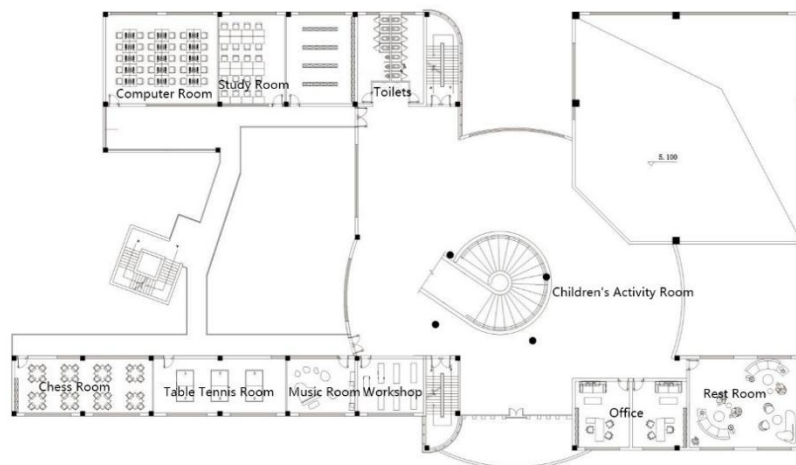 Computer Room
Study Room
Toilets
5.100
Children's Activity Room
Chess Room
Table Tennis Room
Music Room
Workshop
Office
Rest Room